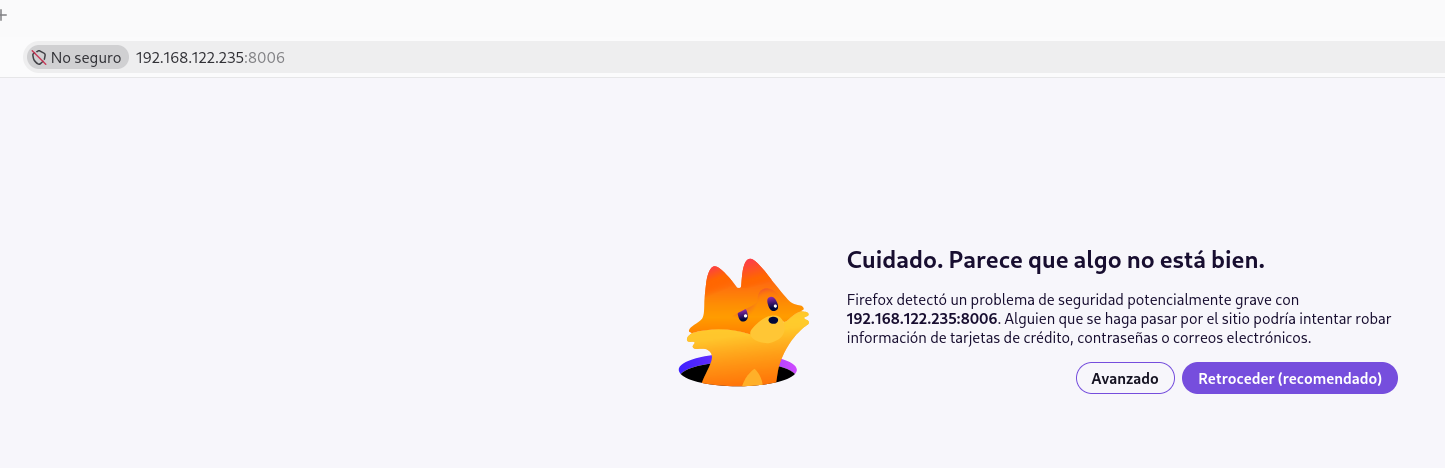 No seguro 192.168.122.235:8006
Cuidado. Parece que algo no está bien.
Firefox detectó un problema de seguridad potencialmente grave con
192.168.122.235:8006. Alguien que se haga pasar por el sitio podría intentar robar
información de tarjetas de crédito, contraseñas o correos electrónicos.
Avanzado Retroceder (recomendado)